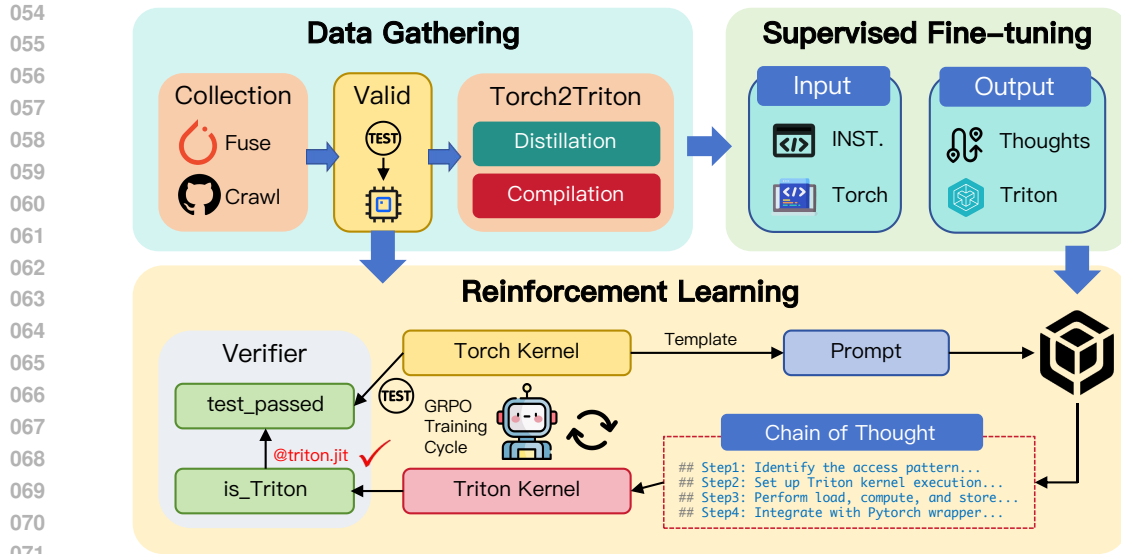 054
055
056
057
058
059
060
061
062
063
064
065
066
067
068
069
070
071
Data Gathering
Collection
Fuse
Crawl
Valid
TEST
Torch2Triton
Distillation
Compilation
Supervised Fine-tuning
Input
</> INST.
</> Torch
Output
Thoughts
Triton
Reinforcement Learning
Verifier
test_passed
@triton.jit
is_Triton
Torch Kernel
Template
Prompt
TEST
GRPO
Training
Cycle
Triton Kernel
Chain of Thought
## Step1: Identify the access pattern...
## Step2: Set up Triton kernel execution...
## Step3: Perform load, compute, and store...
## Step4: Integrate with Pytorch wrapper...